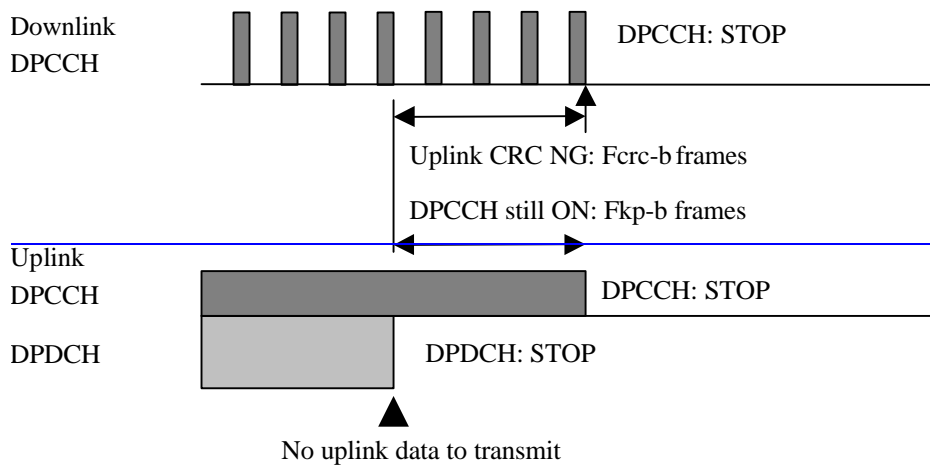 Downlink
DPCCH
DPCCH: STOP
Uplink CRC NG: Fcrc-b frames
DPCCH still ON: Fkp-b frames
Uplink
DPCCH
DPCCH: STOP
DPDCH
DPDCH: STOP
No uplink data to transmit